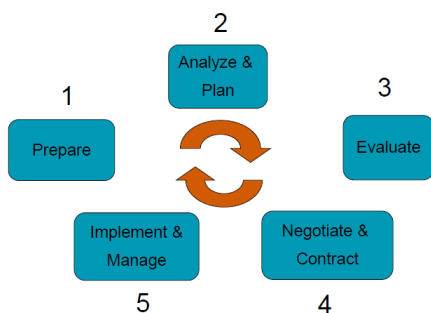 1
Prepare
2
Analyze &
Plan
3
Evaluate
4
Negotiate &
Contract
5
Implement &
Manage